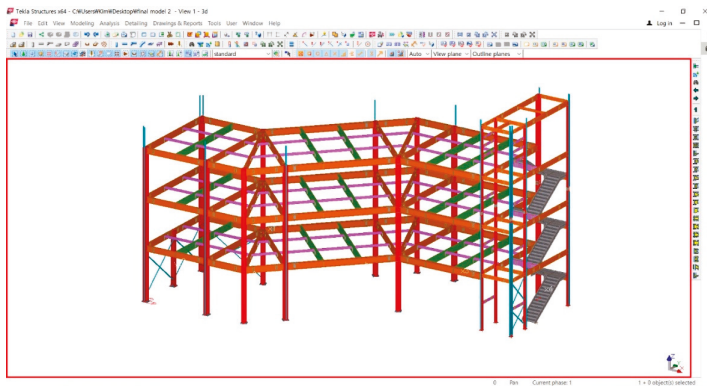 Tekla Structures x64 - C:\Users\Kim\Desktop\final model 2 - View 1 - 3d
File Edit View Modeling Analysis Detailing Drawings & Reports Tools User Window Help
Log in
standard
Auto View plane Outline planes
0 Pan Current phase: 1 1 + 0 object(s) selected